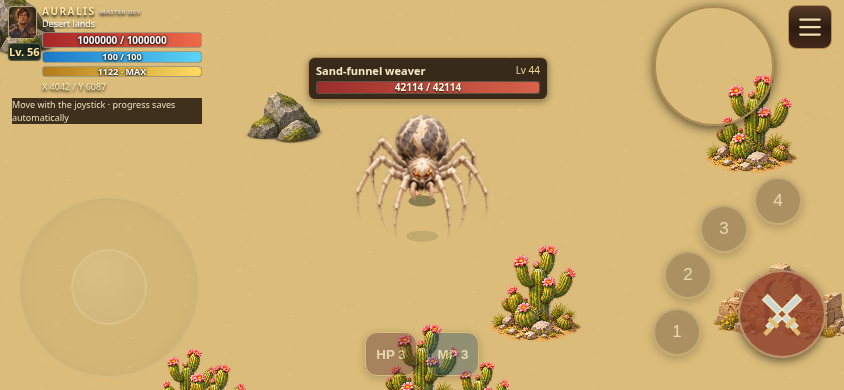 AURALIS MASTER DEV
Desert lands
Lv. 56
1000000 / 1000000
100 / 100
1122 · MAX
X 4042 / Y 6087
Move with the joystick · progress saves
automatically
Sand-funnel weaver Lv 44
42114 / 42114
4
3
2
1
HP 3
MP 3